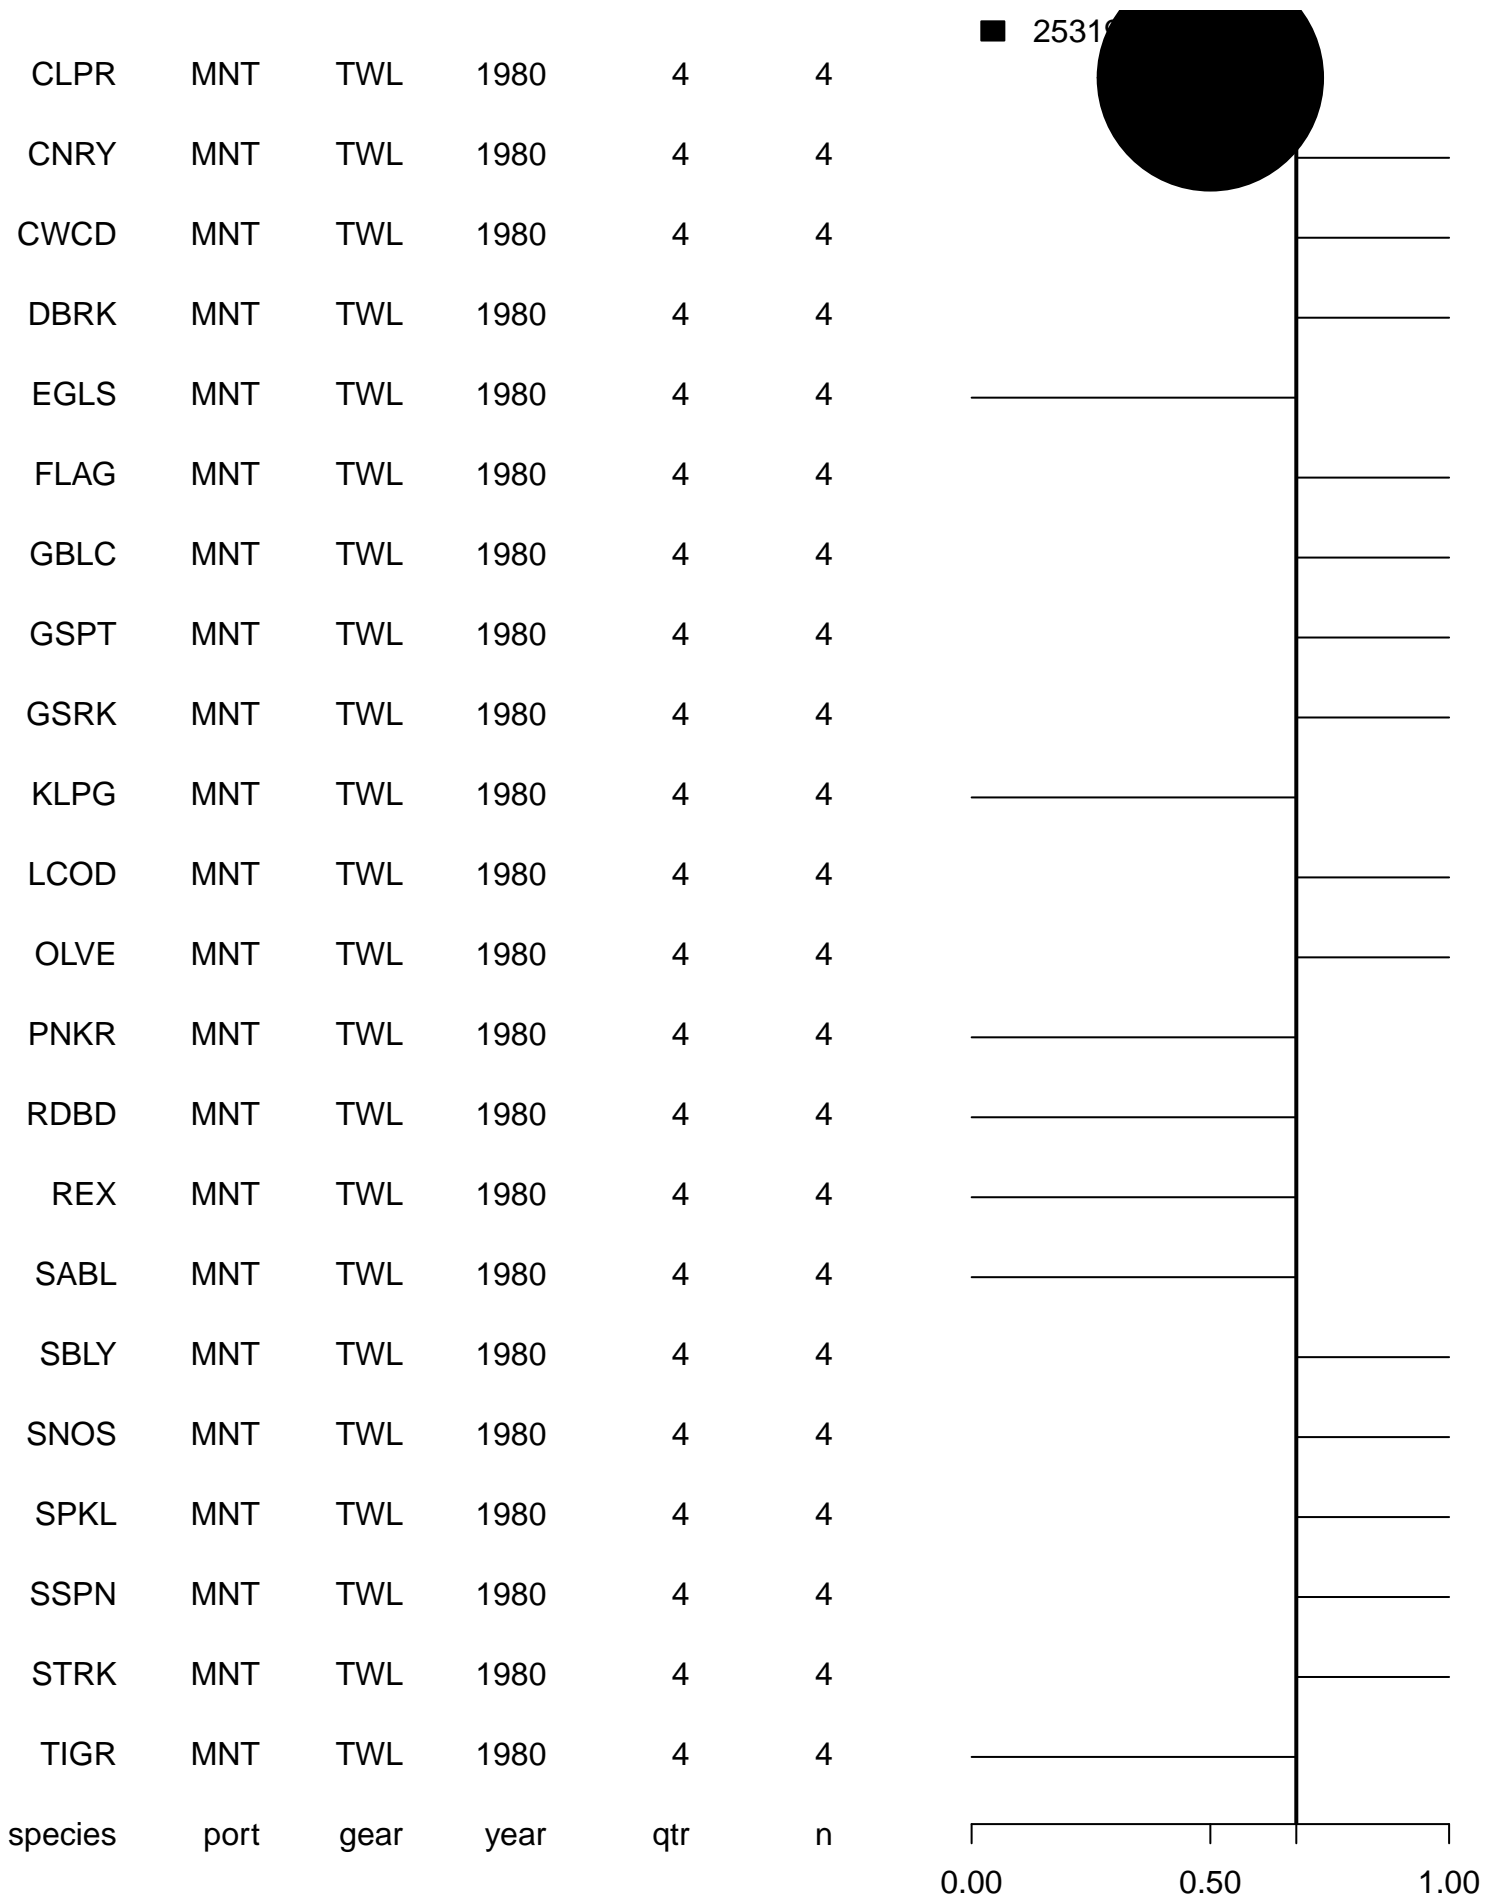 CLPR MNT TWL 1980 4 4
CNRY MNT TWL 1980 4 4
CWCD MNT TWL 1980 4 4
DBRK MNT TWL 1980 4 4
EGLS MNT TWL 1980 4 4
FLAG MNT TWL 1980 4 4
GBLC MNT TWL 1980 4 4
GSPT MNT TWL 1980 4 4
GSRK MNT TWL 1980 4 4
KLPG MNT TWL 1980 4 4
LCOD MNT TWL 1980 4 4
OLVE MNT TWL 1980 4 4
PNKR MNT TWL 1980 4 4
RDBD MNT TWL 1980 4 4
REX MNT TWL 1980 4 4
SABL MNT TWL 1980 4 4
SBLY MNT TWL 1980 4 4
SNOS MNT TWL 1980 4 4
SPKL MNT TWL 1980 4 4
SSPN MNT TWL 1980 4 4
STRK MNT TWL 1980 4 4
TIGR MNT TWL 1980 4 4
species port gear year qtr n
0.00 0.50 1.00